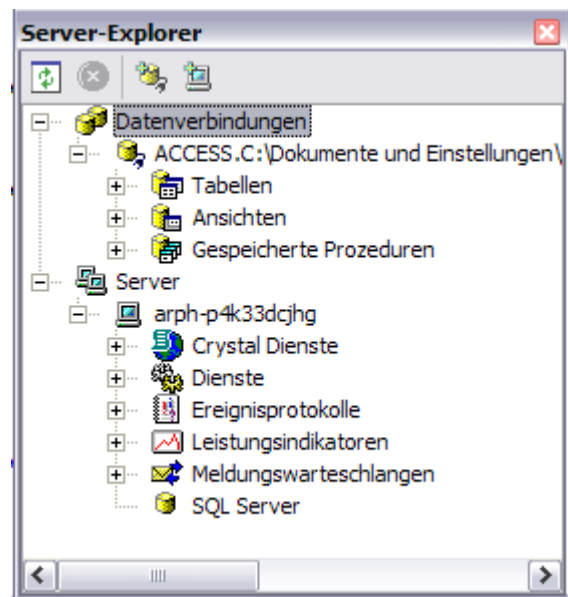 Server-Explorer
Datenverbindungen
ACCESS.C:\Dokumente und Einstellungen\
Tabellen
Ansichten
Gespeicherte Prozeduren
Server
arph-p4k33dcjhg
Crystal Dienste
Dienste
Ereignisprotokolle
Leistungsindikatoren
Meldungswarteschlangen
SQL Server